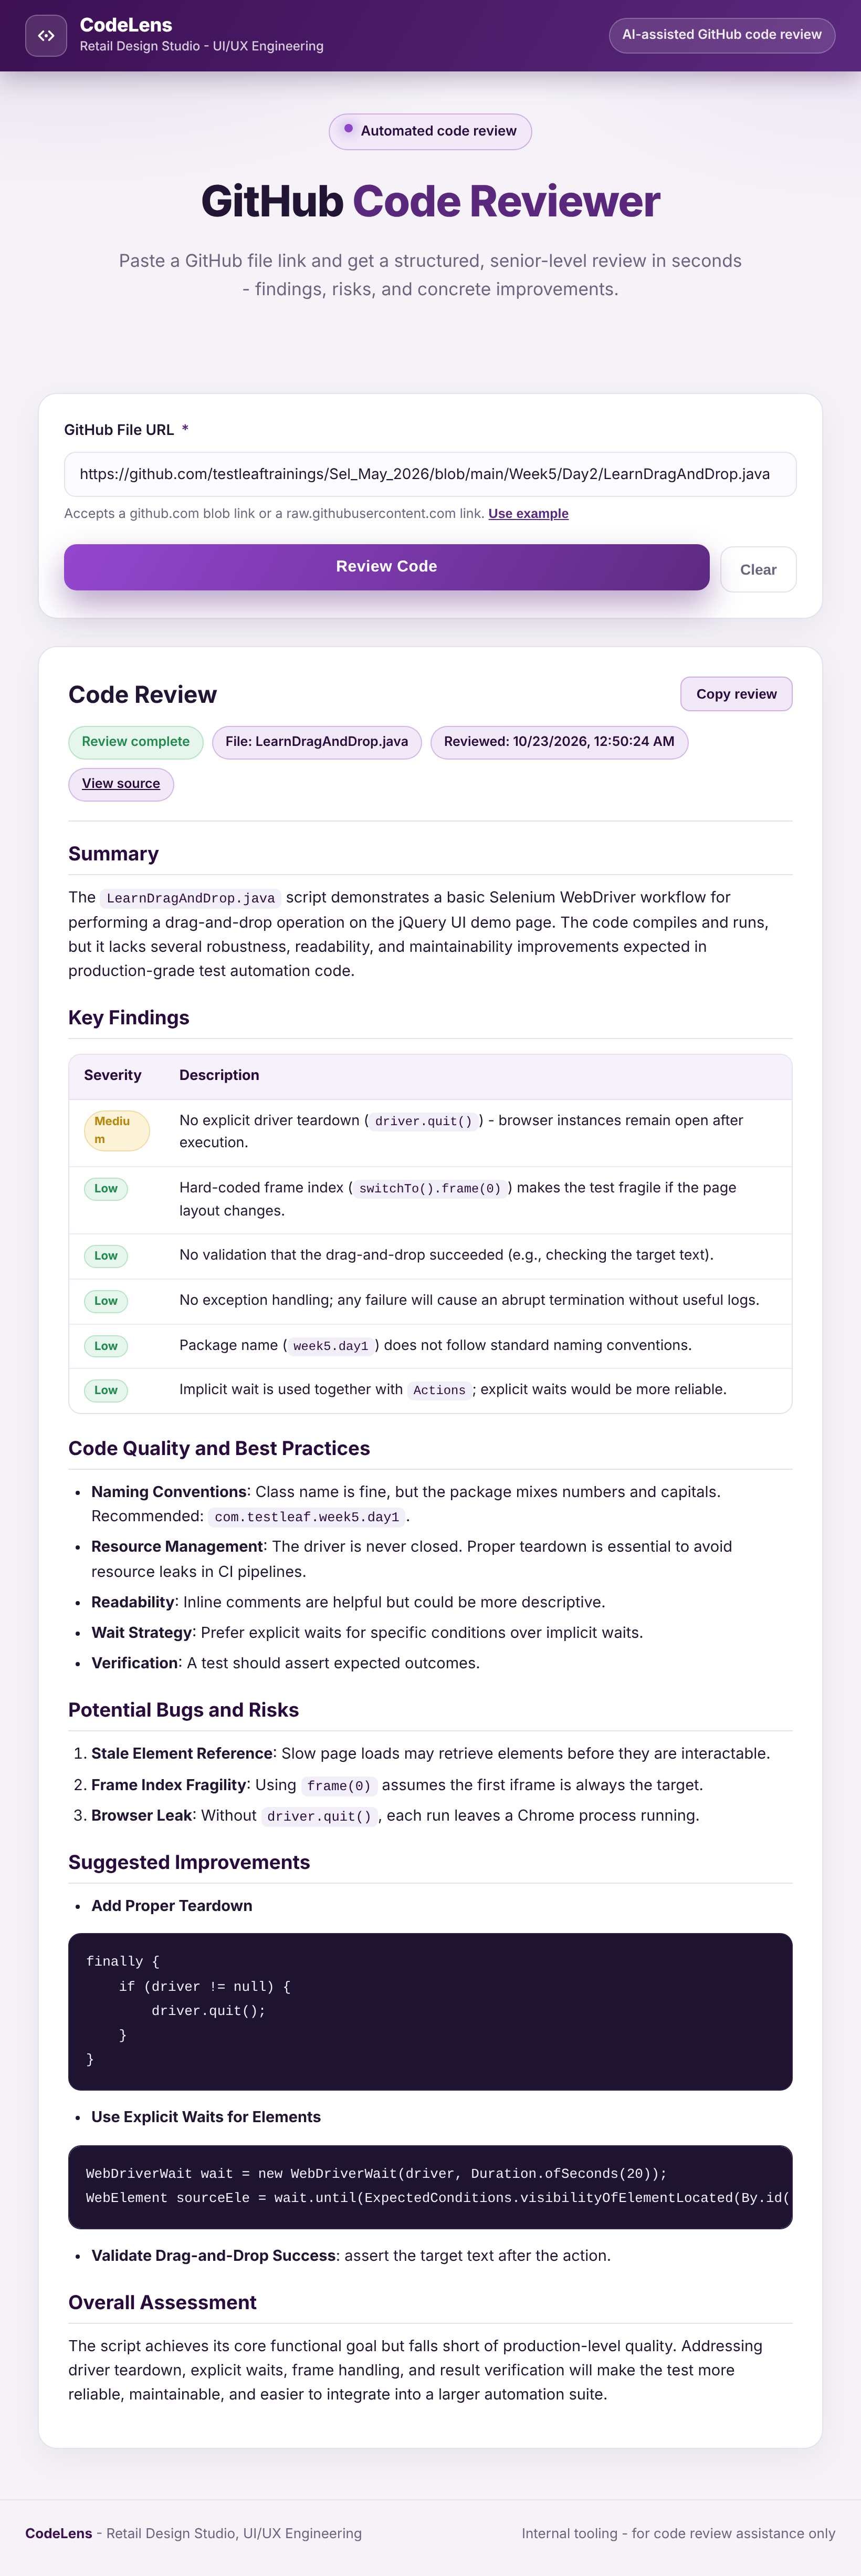 CodeLens
Retail Design Studio - UI/UX Engineering
AI-assisted GitHub code review
Automated code review
GitHub Code Reviewer
Paste a GitHub file link and get a structured, senior-level review in seconds
- findings, risks, and concrete improvements.
GitHub File URL *
https://github.com/testleaftrainings/Sel_May_2026/blob/main/Week5/Day2/LearnDragAndDrop.java
Accepts a github.com blob link or a raw.githubusercontent.com link. Use example
Review Code
Clear
Code Review
Copy review
Review complete
File: LearnDragAndDrop.java
Reviewed: 10/23/2026, 12:50:24 AM
View source
Summary
The LearnDragAndDrop.java script demonstrates a basic Selenium WebDriver workflow for
performing a drag-and-drop operation on the jQuery UI demo page. The code compiles and runs,
but it lacks several robustness, readability, and maintainability improvements expected in
production-grade test automation code.
Key Findings
Severity Description
Mediu
m
No explicit driver teardown (driver.quit()) - browser instances remain open after
execution.
Low
Hard-coded frame index (switchTo().frame(0)) makes the test fragile if the page
layout changes.
Low
No validation that the drag-and-drop succeeded (e.g., checking the target text).
Low
No exception handling; any failure will cause an abrupt termination without useful logs.
Low
Package name (week5.day1) does not follow standard naming conventions.
Low
Implicit wait is used together with Actions; explicit waits would be more reliable.
Code Quality and Best Practices
• Naming Conventions: Class name is fine, but the package mixes numbers and capitals.
Recommended: com.testleaf.week5.day1.
• Resource Management: The driver is never closed. Proper teardown is essential to avoid
resource leaks in CI pipelines.
• Readability: Inline comments are helpful but could be more descriptive.
• Wait Strategy: Prefer explicit waits for specific conditions over implicit waits.
• Verification: A test should assert expected outcomes.
Potential Bugs and Risks
1. Stale Element Reference: Slow page loads may retrieve elements before they are interactable.
2. Frame Index Fragility: Using frame(0) assumes the first iframe is always the target.
3. Browser Leak: Without driver.quit(), each run leaves a Chrome process running.
Suggested Improvements
• Add Proper Teardown
finally {
    if (driver != null) {
        driver.quit();
    }
}
• Use Explicit Waits for Elements
WebDriverWait wait = new WebDriverWait(driver, Duration.ofSeconds(20));
WebElement sourceEle = wait.until(ExpectedConditions.visibilityOfElementLocated(By.id(
• Validate Drag-and-Drop Success: assert the target text after the action.
Overall Assessment
The script achieves its core functional goal but falls short of production-level quality. Addressing
driver teardown, explicit waits, frame handling, and result verification will make the test more
reliable, maintainable, and easier to integrate into a larger automation suite.
CodeLens - Retail Design Studio, UI/UX Engineering
Internal tooling - for code review assistance only